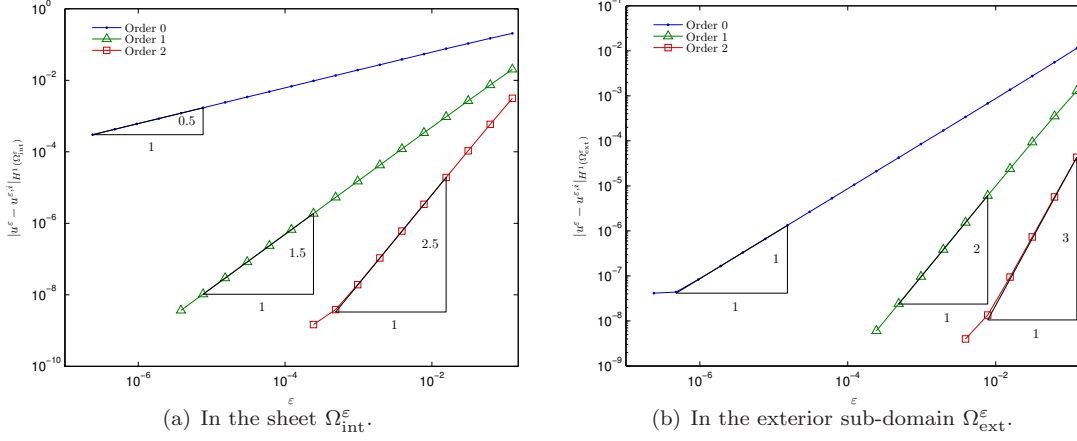 10^0
10^{-2}
10^{-4}
10^{-6}
10^{-8}
10^{-10}
|u^ε − u^{ε,i}|_{H^1(Ω^ε_int)}
Order 0
Order 1
Order 2
0.5
1
1.5
1
2.5
1
10^{-6}
10^{-4}
10^{-2}
ε
(a) In the sheet Ω^ε_int.
10^{-1}
10^{-2}
10^{-3}
10^{-4}
10^{-5}
10^{-6}
10^{-7}
10^{-8}
10^{-9}
|u^ε − u^{ε,i}|_{H^1(Ω^ε_ext)}
Order 0
Order 1
Order 2
1
1
2
1
3
1
10^{-6}
10^{-4}
10^{-2}
ε
(b) In the exterior sub-domain Ω^ε_ext.